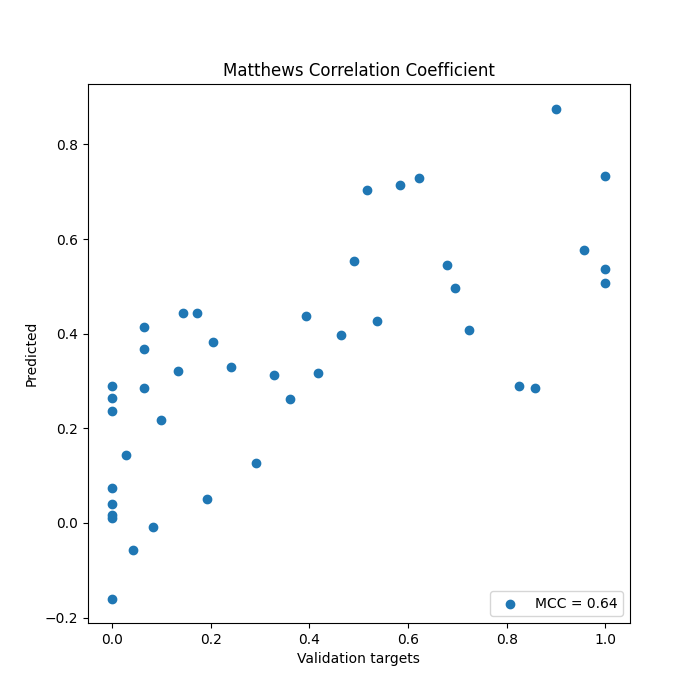 Matthews Correlation Coefficient
Predicted
0.8
0.6
0.4
0.2
0.0
−0.2
MCC = 0.64
0.0 0.2 0.4 0.6 0.8 1.0
Validation targets